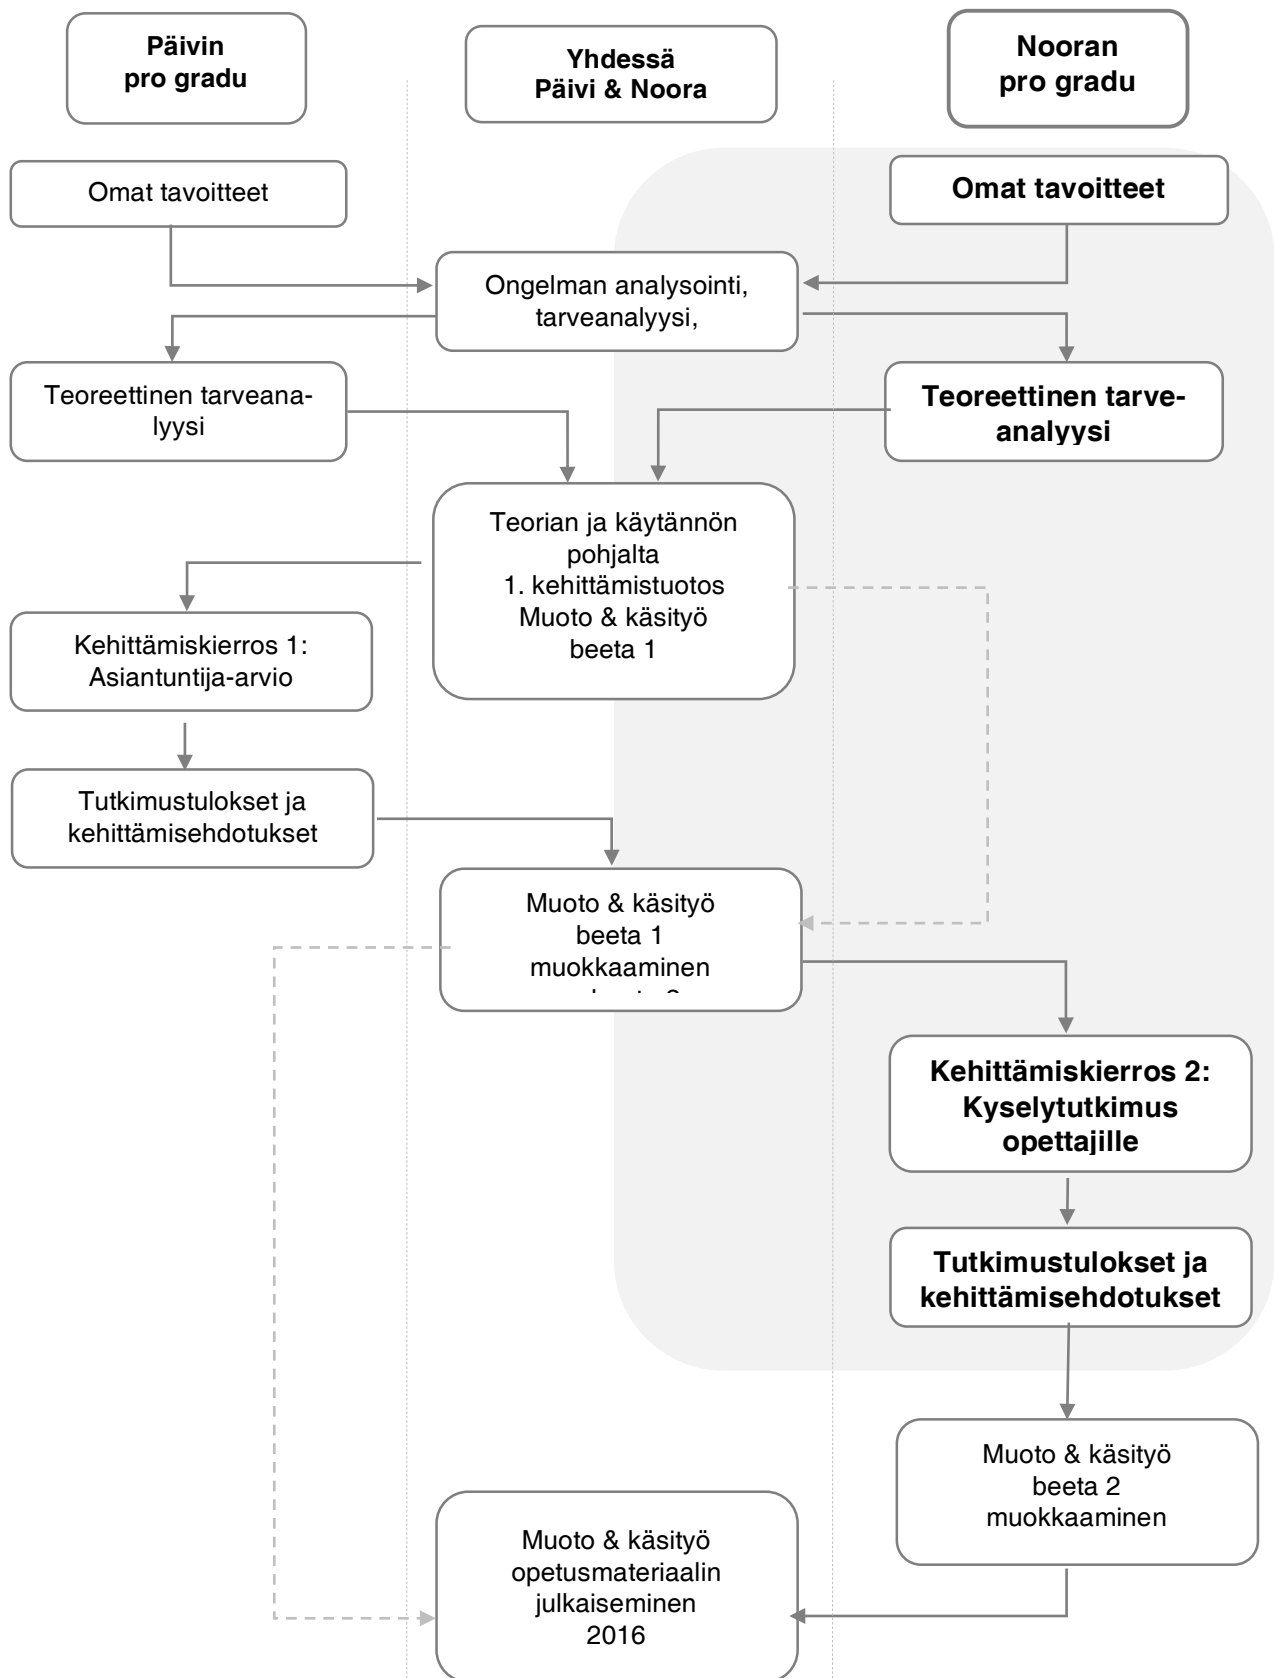 Päivin
pro gradu
Yhdessä
Päivi & Noora
Nooran
pro gradu
Omat tavoitteet
Omat tavoitteet
Ongelman analysointi,
tarveanalyysi,
Teoreettinen tarveana-
lyysi
Teoreettinen tarve-
analyysi
Teorian ja käytännön
pohjalta
1. kehittämistuotos
Muoto & käsityö
beeta 1
Kehittämiskierros 1:
Asiantuntija-arvio
Tutkimustulokset ja
kehittämisehdotukset
Muoto & käsityö
beeta 1
muokkaaminen
Kehittämiskierros 2:
Kyselytutkimus
opettajille
Tutkimustulokset ja
kehittämisehdotukset
Muoto & käsityö
beeta 2
muokkaaminen
Muoto & käsityö
opetusmateriaalin
julkaiseminen
2016